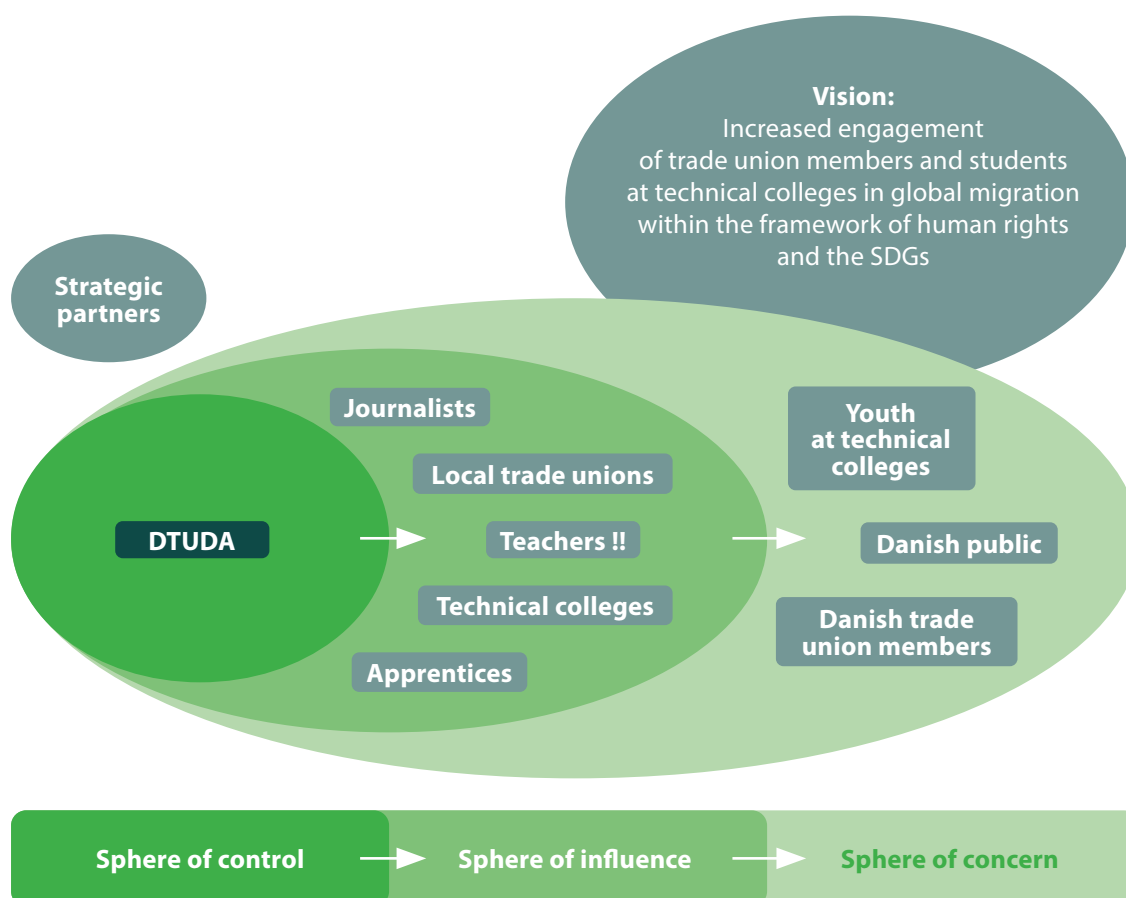 Vision:
Increased engagement
of trade union members and students
at technical colleges in global migration
within the framework of human rights
and the SDGs
Strategic
partners
Journalists
Local trade unions
DTUDA
Teachers !!
Technical colleges
Apprentices
Youth
at technical
colleges
Danish public
Danish trade
union members
Sphere of control
Sphere of influence
Sphere of concern